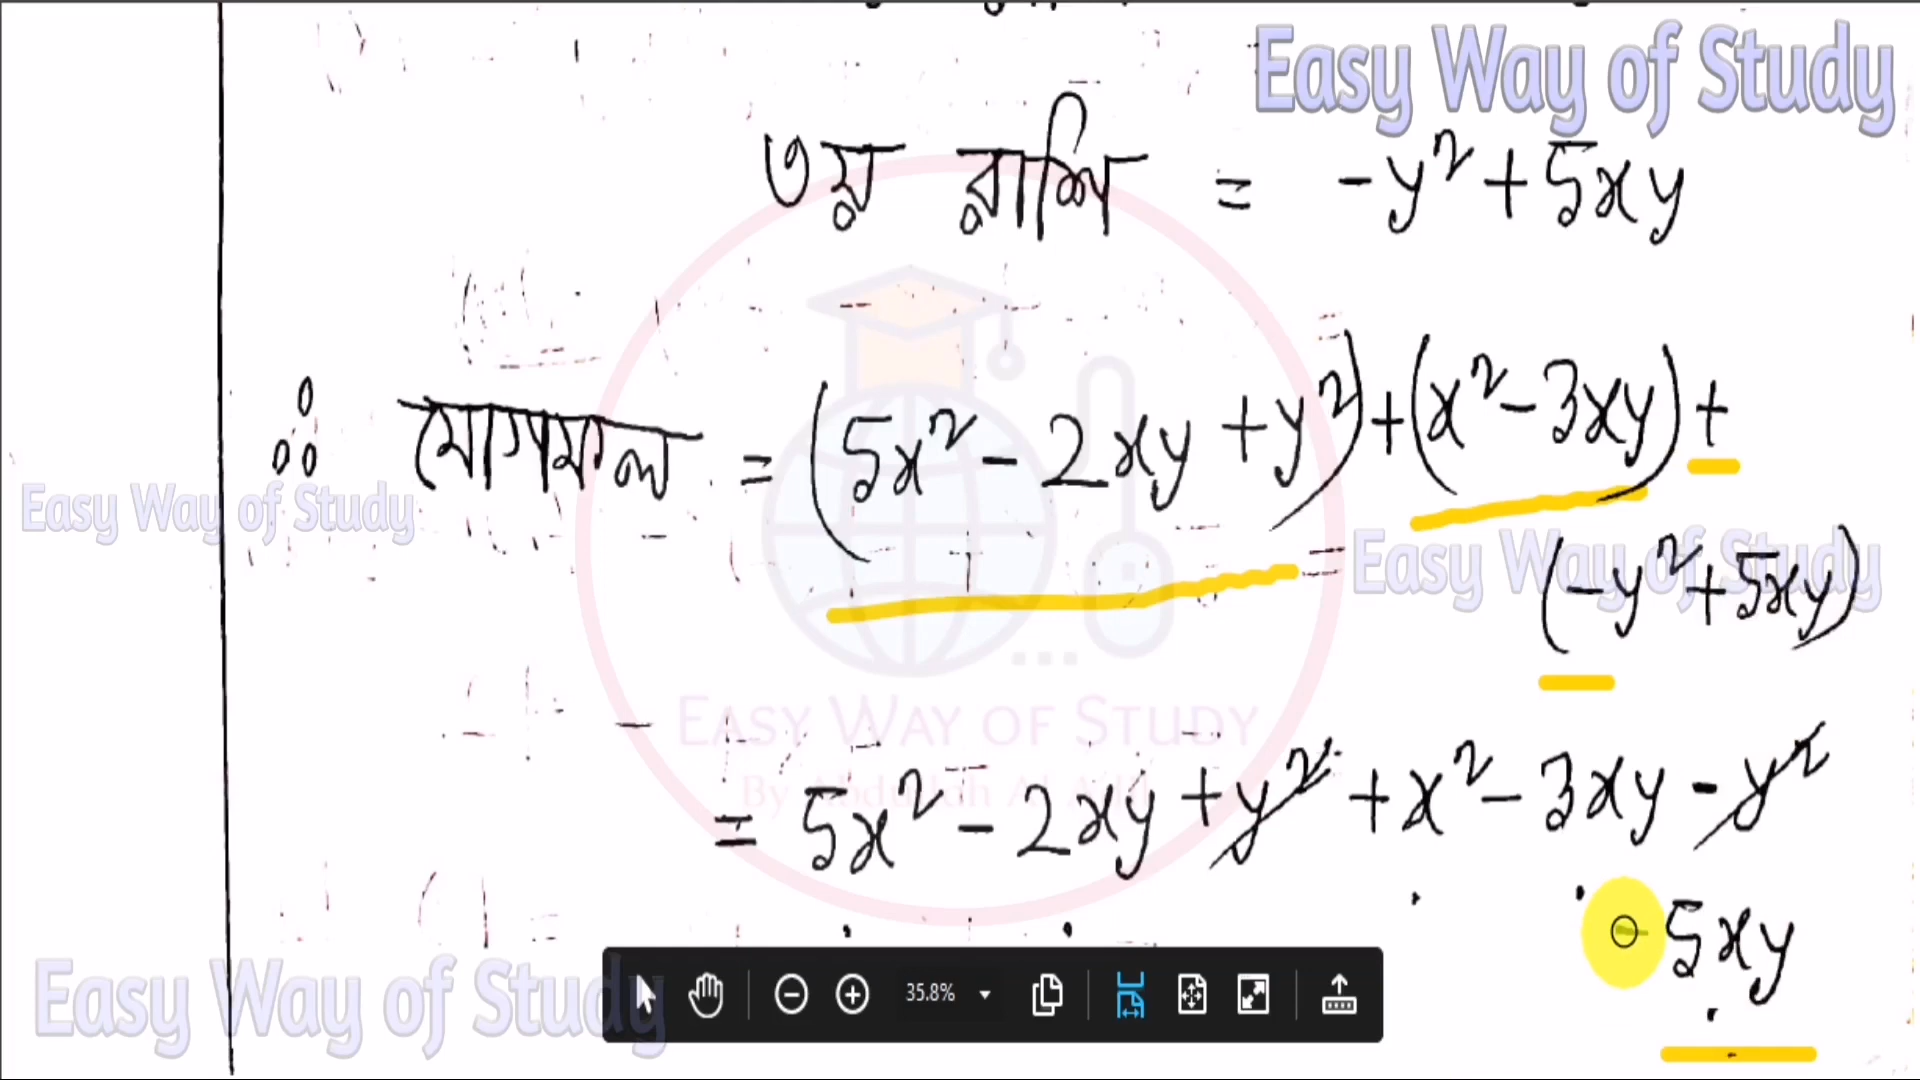 Easy Way of Study
৩য় রাশি = -y² + 5xy
∴ যোগফল = (5x² - 2xy + y²) + (x² - 3xy) +
Easy Way of Study
Easy Way of Study
(-y² + 5xy)
EASY WAY OF STUDY
= 5x² - 2xy + y² + x² - 3xy - y²
5xy
Easy Way of Study
35.8%